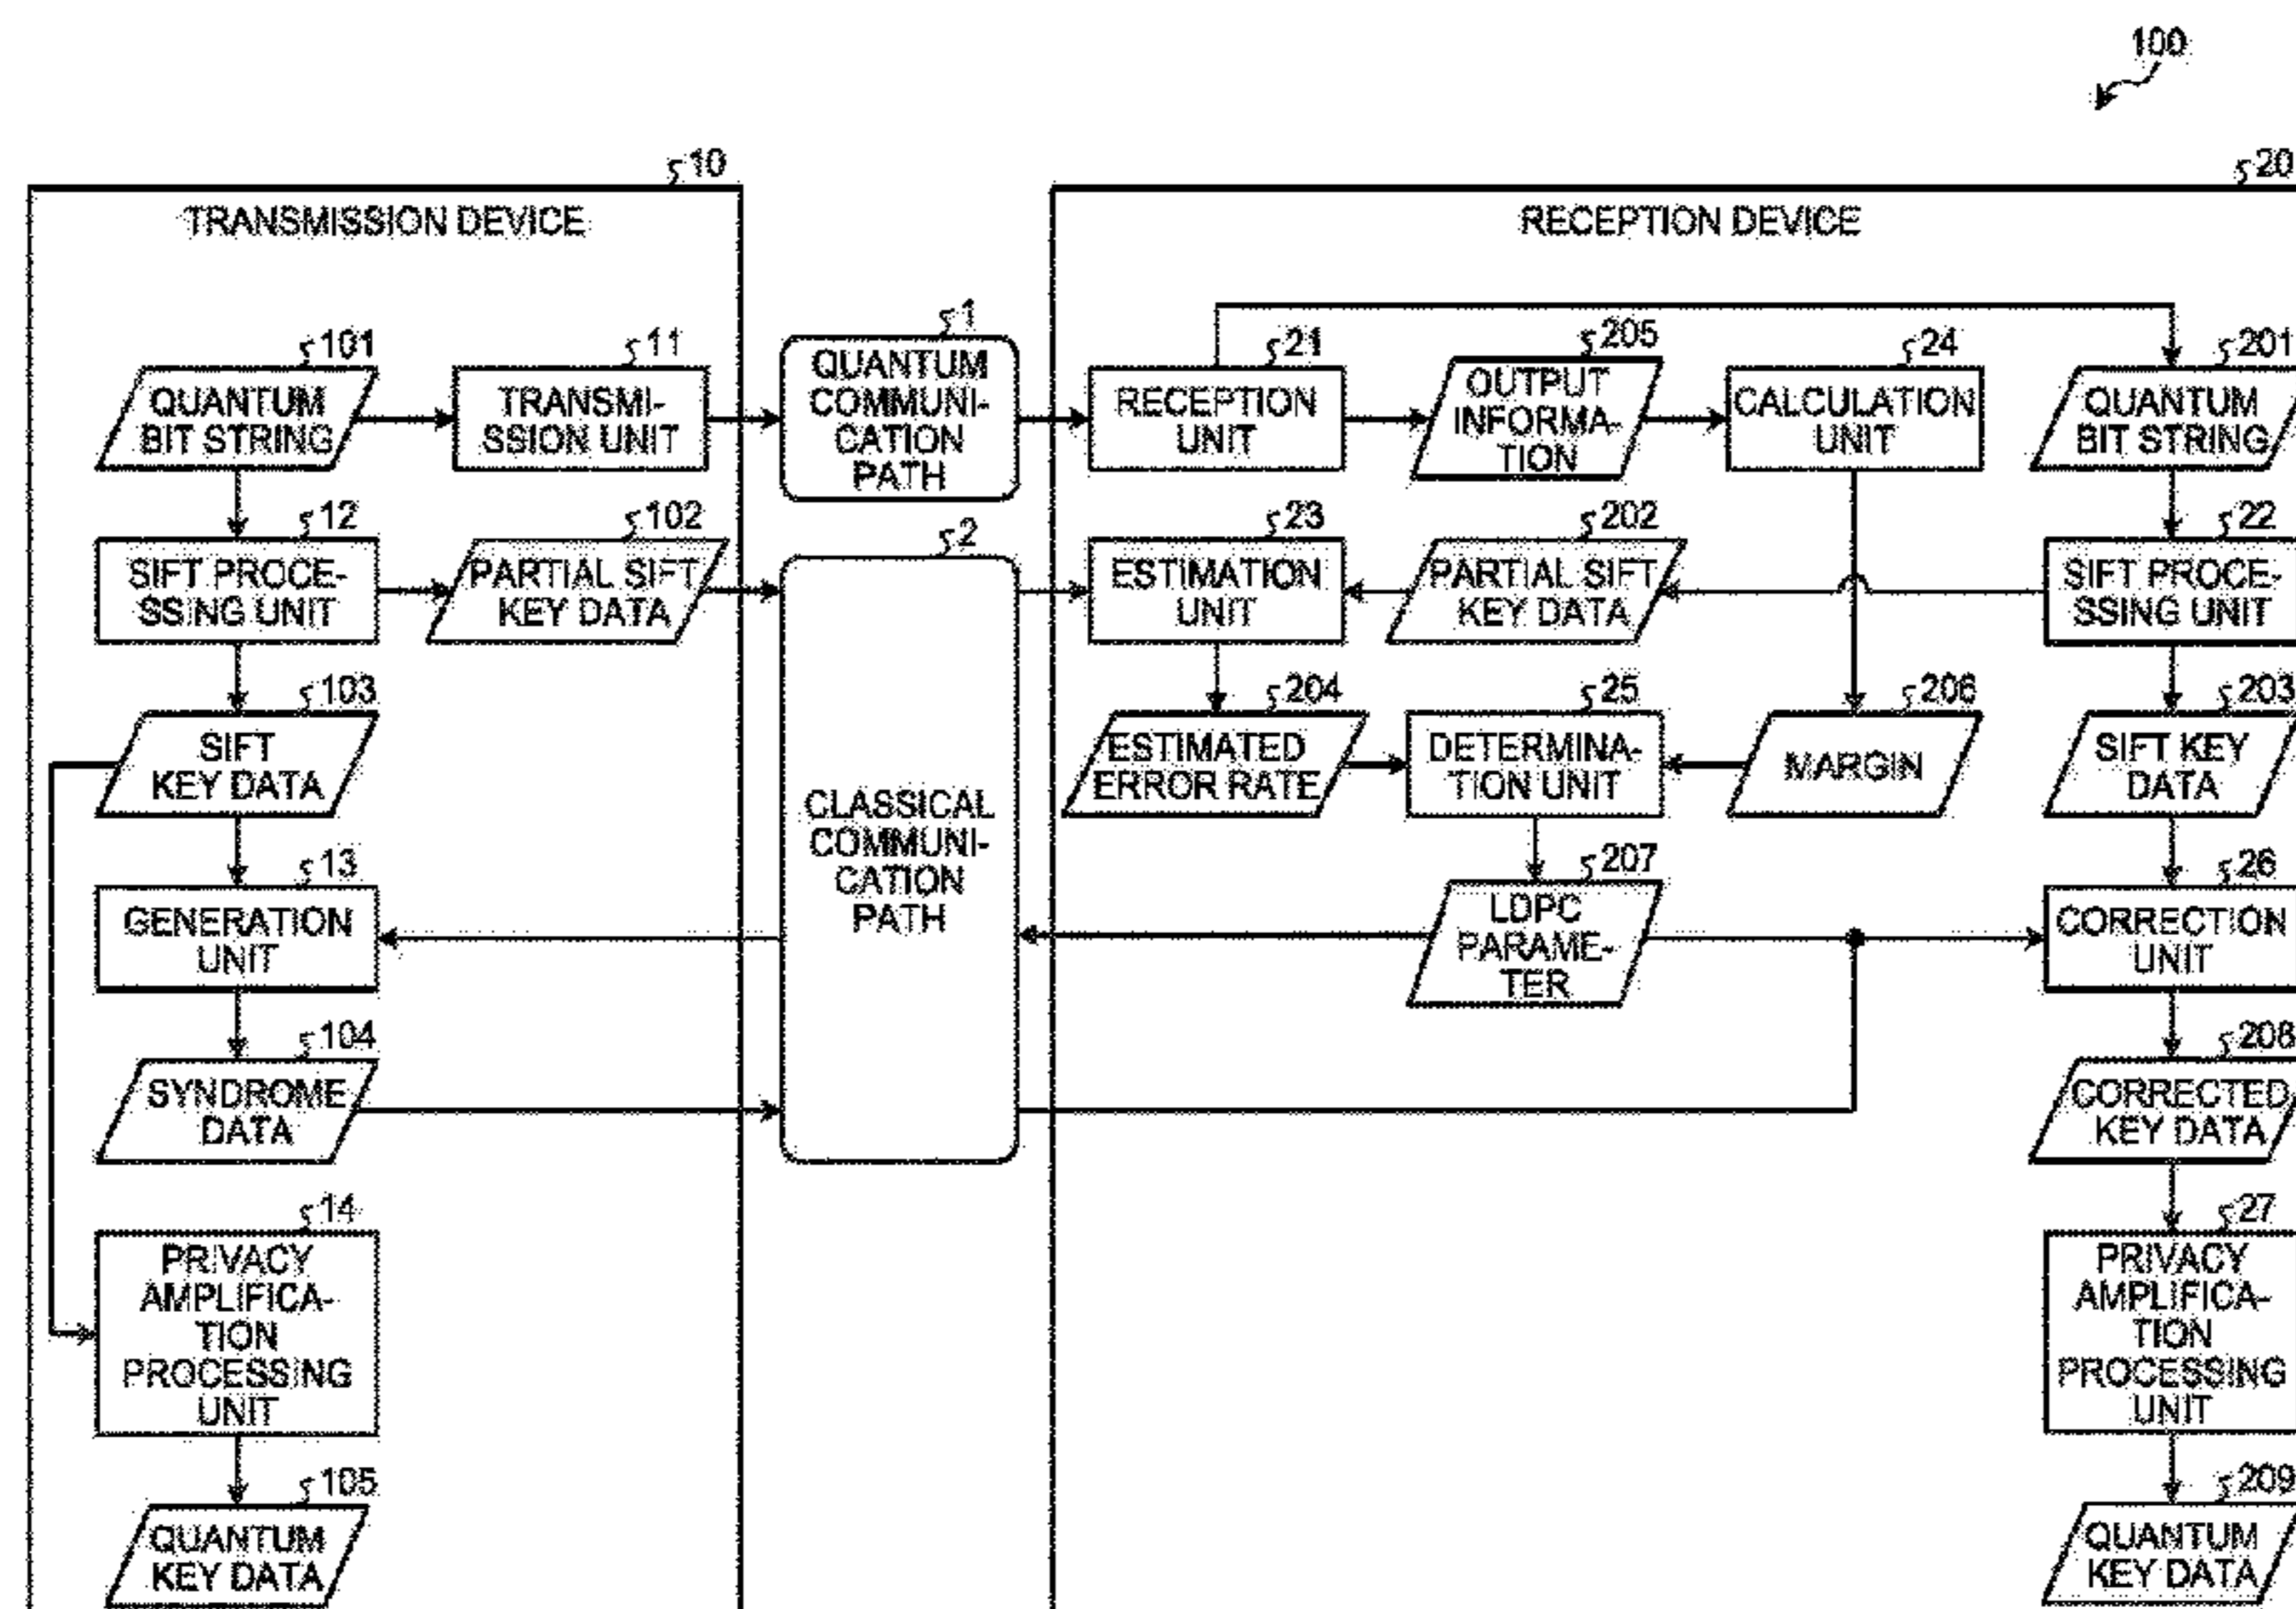 100
10
20
TRANSMISSION DEVICE
RECEPTION DEVICE
101
QUANTUM
BIT STRING
11
TRANSMI-
SSION UNIT
1
QUANTUM
COMMUNI-
CATION
PATH
21
RECEPTION
UNIT
205
OUTPUT
INFORMA-
TION
24
CALCULATION
UNIT
201
QUANTUM
BIT STRING
12
SIFT PROCE-
SSING UNIT
102
PARTIAL SIFT
KEY DATA
2
CLASSICAL
COMMUNI-
CATION
PATH
23
ESTIMATION
UNIT
202
PARTIAL SIFT
KEY DATA
22
SIFT PROCE-
SSING UNIT
103
SIFT
KEY DATA
204
ESTIMATED
ERROR RATE
25
DETERMINA-
TION UNIT
206
MARGIN
203
SIFT KEY
DATA
13
GENERATION
UNIT
207
LDPC
PARAME-
TER
26
CORRECTION
UNIT
104
SYNDROME
DATA
208
CORRECTED
KEY DATA
14
PRIVACY
AMPLIFICA-
TION
PROCESSING
UNIT
27
PRIVACY
AMPLIFICA-
TION
PROCESSING
UNIT
105
QUANTUM
KEY DATA
209
QUANTUM
KEY DATA